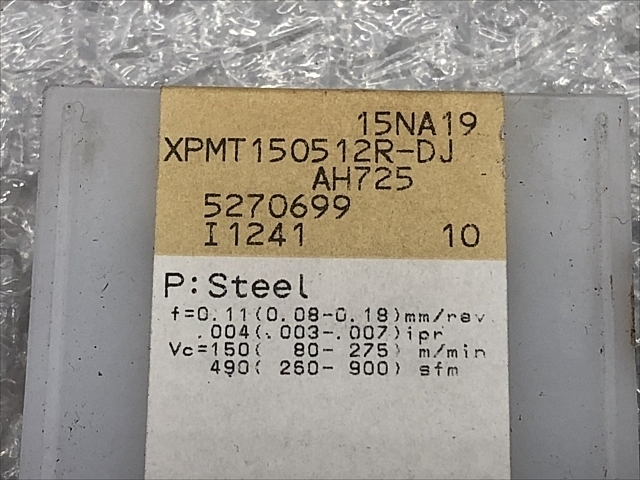 15NA19
XPMT150512R-DJ
AH725
5270699
I1241 10
P:Steel
f=0.11(0.08-0.18)mm/rev
.004(.003-.007)ipr
Vc=150( 80- 275) m/min
490( 260- 900) sfm